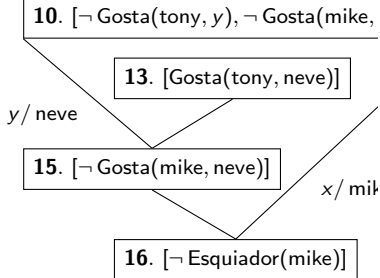 10. [¬ Gosta(tony, y), ¬ Gosta(mike,
13. [Gosta(tony, neve)]
y/ neve
15. [¬ Gosta(mike, neve)]
x/ mik
16. [¬ Esquiador(mike)]